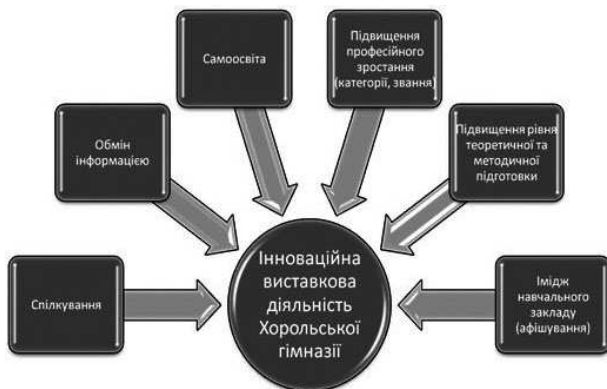 Самоосвіта
Підвищення
професійного
зростання
(категорії, звання)
Обмін
інформацією
Підвищення рівня
теоретичної та
методичної
підготовки
Спілкування
Інноваційна
виставкова
діяльність
Хорольської
гімназії
Імідж
навчального
закладу
(афішування)